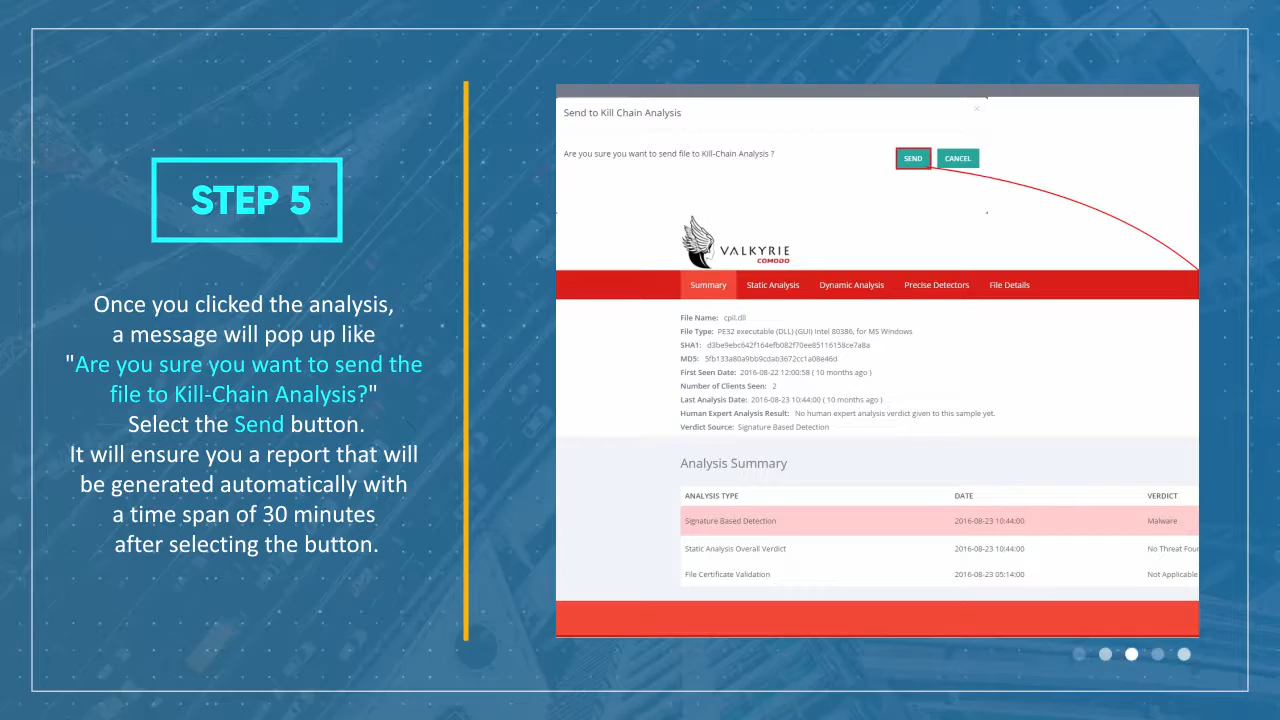 STEP 5
Once you clicked the analysis,
a message will pop up like
"Are you sure you want to send the
file to Kill-Chain Analysis?"
Select the Send button.
It will ensure you a report that will
be generated automatically with
a time span of 30 minutes
after selecting the button.
Send to Kill Chain Analysis
×
Are you sure you want to send file to Kill-Chain Analysis ?
SEND CANCEL
VALKYRIE
COMODO
Summary Static Analysis Dynamic Analysis Precise Detectors File Details
File Name: cpil.dll
File Type: PE32 executable (DLL) (GUI) Intel 80386, for MS Windows
SHA1: d3be9ebc642f164efb082f70ee85116158ce7a8a
MD5: 5fb133a80a9bb9cdab3672cc1a08e46d
First Seen Date: 2016-08-22 12:00:58 ( 10 months ago )
Number of Clients Seen: 2
Last Analysis Date: 2016-08-23 10:44:00 ( 10 months ago )
Human Expert Analysis Result: No human expert analysis verdict given to this sample yet.
Verdict Source: Signature Based Detection
Analysis Summary
ANALYSIS TYPE DATE VERDICT
Signature Based Detection 2016-08-23 10:44:00 Malware
Static Analysis Overall Verdict 2016-08-23 10:44:00 No Threat Fou
File Certificate Validation 2016-08-23 05:14:00 Not Applicable